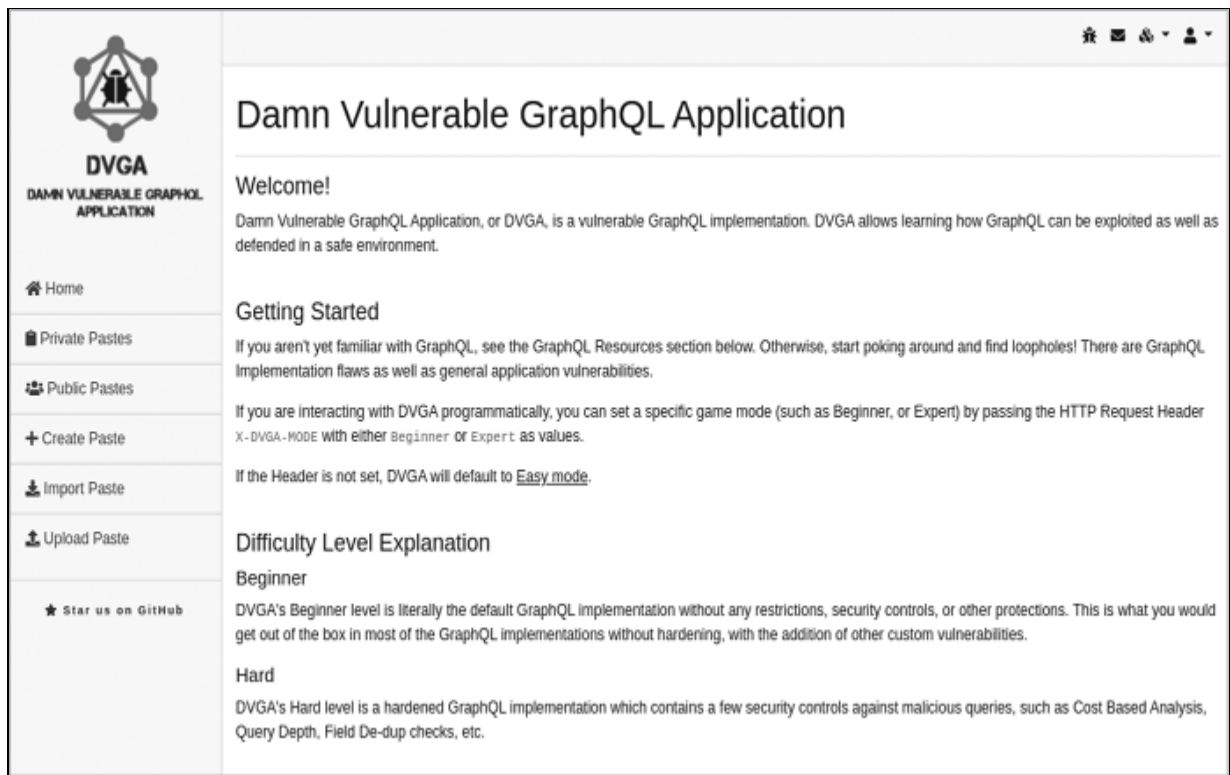 DVGA
DAMN VULNERABLE GRAPHQL
APPLICATION
Home
Private Pastes
Public Pastes
Create Paste
Import Paste
Upload Paste
Star us on GitHub
Damn Vulnerable GraphQL Application
Welcome!
Damn Vulnerable GraphQL Application, or DVGA, is a vulnerable GraphQL implementation. DVGA allows learning how GraphQL can be exploited as well as
defended in a safe environment.
Getting Started
If you aren't yet familiar with GraphQL, see the GraphQL Resources section below. Otherwise, start poking around and find loopholes! There are GraphQL
Implementation flaws as well as general application vulnerabilities.
If you are interacting with DVGA programmatically, you can set a specific game mode (such as Beginner, or Expert) by passing the HTTP Request Header
X-DVGA-MODE with either Beginner or Expert as values.
If the Header is not set, DVGA will default to Easy mode.
Difficulty Level Explanation
Beginner
DVGA's Beginner level is literally the default GraphQL implementation without any restrictions, security controls, or other protections. This is what you would
get out of the box in most of the GraphQL implementations without hardening, with the addition of other custom vulnerabilities.
Hard
DVGA's Hard level is a hardened GraphQL implementation which contains a few security controls against malicious queries, such as Cost Based Analysis,
Query Depth, Field De-dup checks, etc.